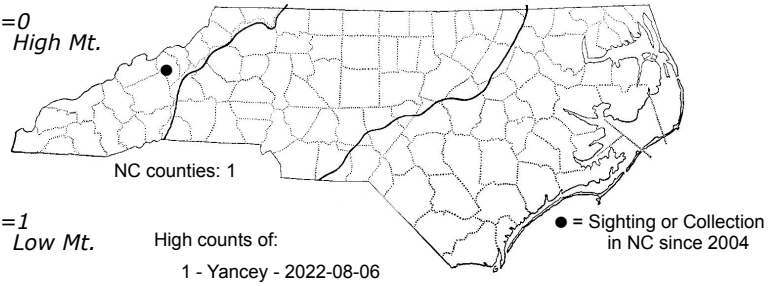 =0
High Mt.
NC counties: 1
=1
Low Mt.
High counts of:
1 - Yancey - 2022-08-06
● = Sighting or Collection
in NC since 2004